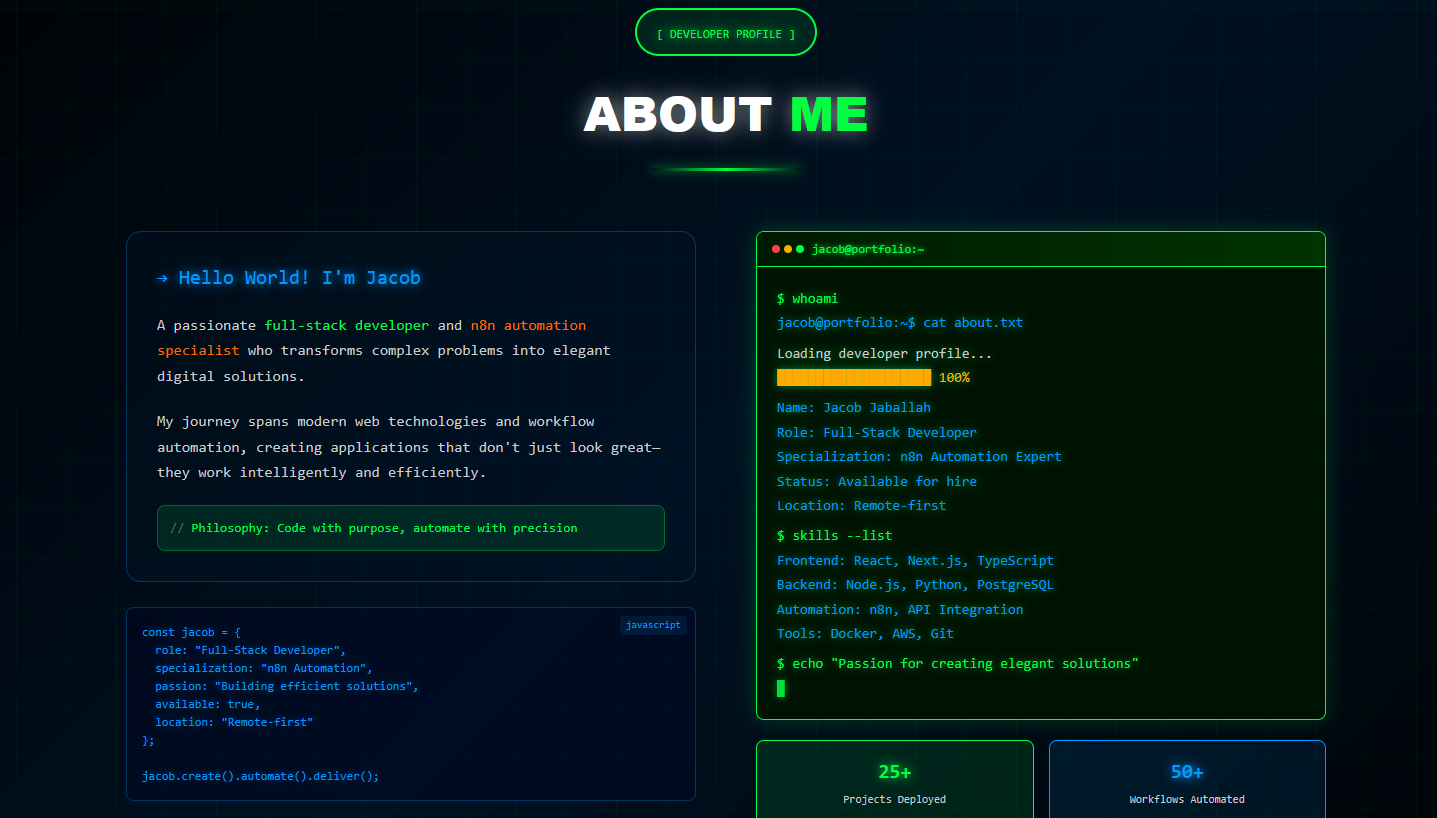 [ DEVELOPER PROFILE ]
ABOUT ME
→ Hello World! I'm Jacob
A passionate full-stack developer and n8n automation
specialist who transforms complex problems into elegant
digital solutions.
My journey spans modern web technologies and workflow
automation, creating applications that don't just look great—
they work intelligently and efficiently.
// Philosophy: Code with purpose, automate with precision
javascript
const jacob = {
  role: "Full-Stack Developer",
  specialization: "n8n Automation",
  passion: "Building efficient solutions",
  available: true,
  location: "Remote-first"
};
jacob.create().automate().deliver();
jacob@portfolio:~
$ whoami
jacob@portfolio:~$ cat about.txt
Loading developer profile...
████████████████████ 100%
Name: Jacob Jaballah
Role: Full-Stack Developer
Specialization: n8n Automation Expert
Status: Available for hire
Location: Remote-first
$ skills --list
Frontend: React, Next.js, TypeScript
Backend: Node.js, Python, PostgreSQL
Automation: n8n, API Integration
Tools: Docker, AWS, Git
$ echo "Passion for creating elegant solutions"
25+
Projects Deployed
50+
Workflows Automated